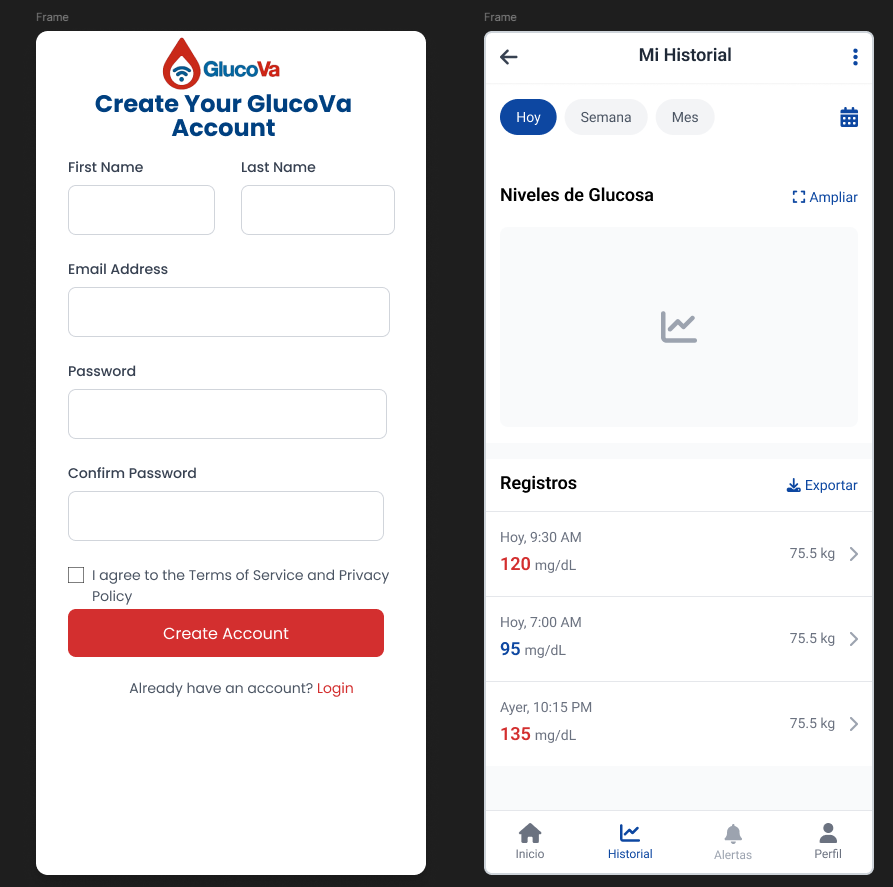 Frame
GlucoVa
Create Your GlucoVa
Account
First Name
Last Name
Email Address
Password
Confirm Password
I agree to the Terms of Service and Privacy
Policy
Create Account
Already have an account? Login
Frame
Mi Historial
Hoy
Semana
Mes
Niveles de Glucosa
Ampliar
Registros
Exportar
Hoy, 9:30 AM
120 mg/dL
75.5 kg
Hoy, 7:00 AM
95 mg/dL
75.5 kg
Ayer, 10:15 PM
135 mg/dL
75.5 kg
Inicio
Historial
Alertas
Perfil